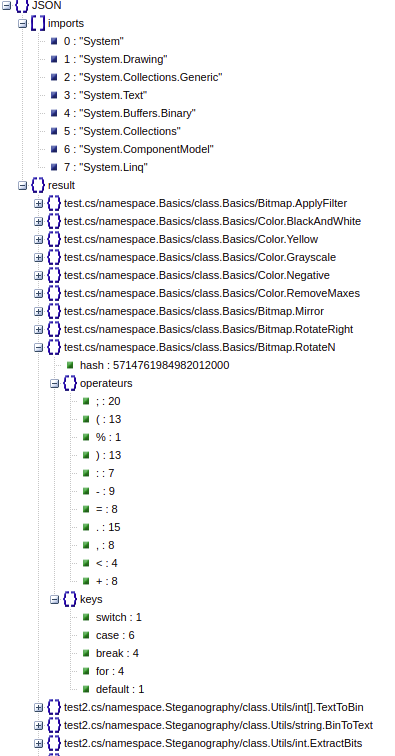 JSON
imports
0 : "System"
1 : "System.Drawing"
2 : "System.Collections.Generic"
3 : "System.Text"
4 : "System.Buffers.Binary"
5 : "System.Collections"
6 : "System.ComponentModel"
7 : "System.Linq"
result
test.cs/namespace.Basics/class.Basics/Bitmap.ApplyFilter
test.cs/namespace.Basics/class.Basics/Color.BlackAndWhite
test.cs/namespace.Basics/class.Basics/Color.Yellow
test.cs/namespace.Basics/class.Basics/Color.Grayscale
test.cs/namespace.Basics/class.Basics/Color.Negative
test.cs/namespace.Basics/class.Basics/Color.RemoveMaxes
test.cs/namespace.Basics/class.Basics/Bitmap.Mirror
test.cs/namespace.Basics/class.Basics/Bitmap.RotateRight
test.cs/namespace.Basics/class.Basics/Bitmap.RotateN
hash : 5714761984982012000
operateurs
; : 20
( : 13
% : 1
) : 13
: : 7
- : 9
= : 8
. : 15
, : 8
< : 4
+ : 8
keys
switch : 1
case : 6
break : 4
for : 4
default : 1
test2.cs/namespace.Steganography/class.Utils/int[].TextToBin
test2.cs/namespace.Steganography/class.Utils/string.BinToText
test2.cs/namespace.Steganography/class.Utils/int.ExtractBits